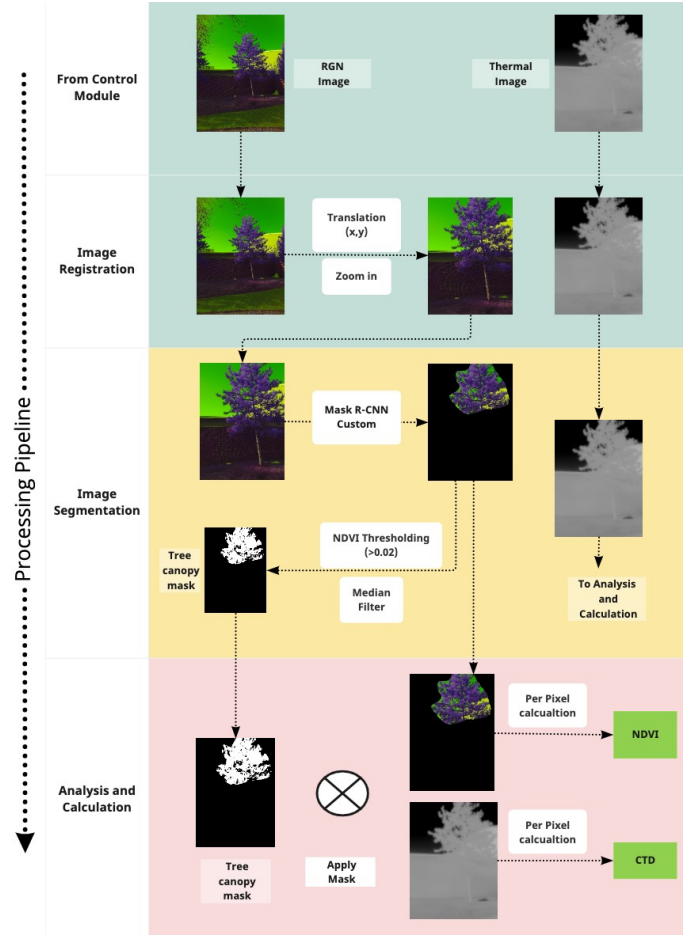 Processing Pipeline
From Control
Module
RGN
Image
Thermal
Image
Image
Registration
Translation
(x,y)
Zoom in
Image
Segmentation
Mask R-CNN
Custom
NDVI Thresholding
(>0.02)
Median
Filter
Tree
canopy
mask
To Analysis
and
Calculation
Analysis and
Calculation
Per Pixel
calcualtion
NDVI
Per Pixel
calcualtion
CTD
Tree
canopy
mask
Apply
Mask